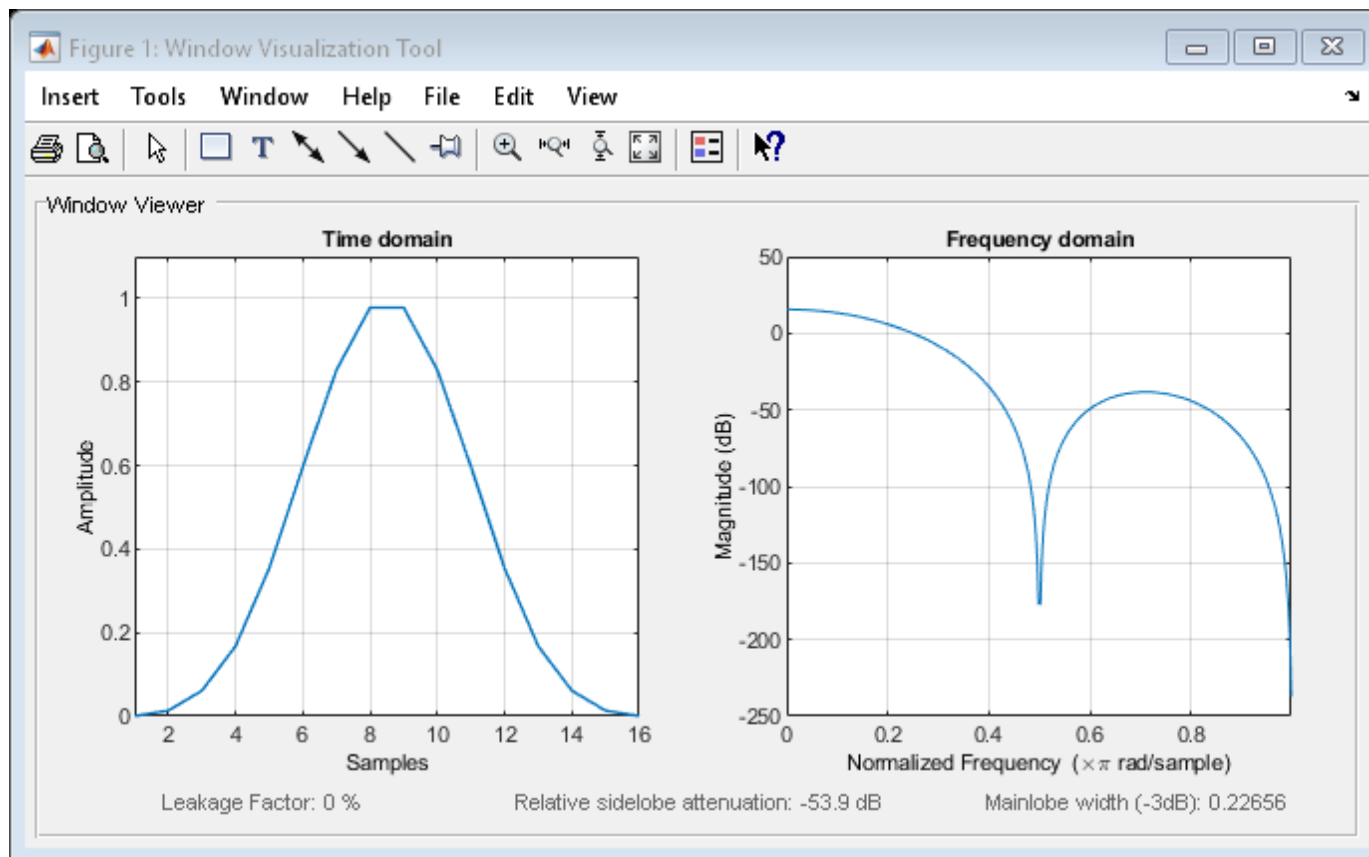 Figure 1: Window Visualization Tool
Insert Tools Window Help File Edit View
T
?
Window Viewer
Time domain
1
0.8
0.6
0.4
0.2
0
Amplitude
2 4 6 8 10 12 14 16
Samples
Frequency domain
50
0
-50
-100
-150
-200
-250
Magnitude (dB)
0 0.2 0.4 0.6 0.8
Normalized Frequency (×π rad/sample)
Leakage Factor: 0 % Relative sidelobe attenuation: -53.9 dB Mainlobe width (-3dB): 0.22656